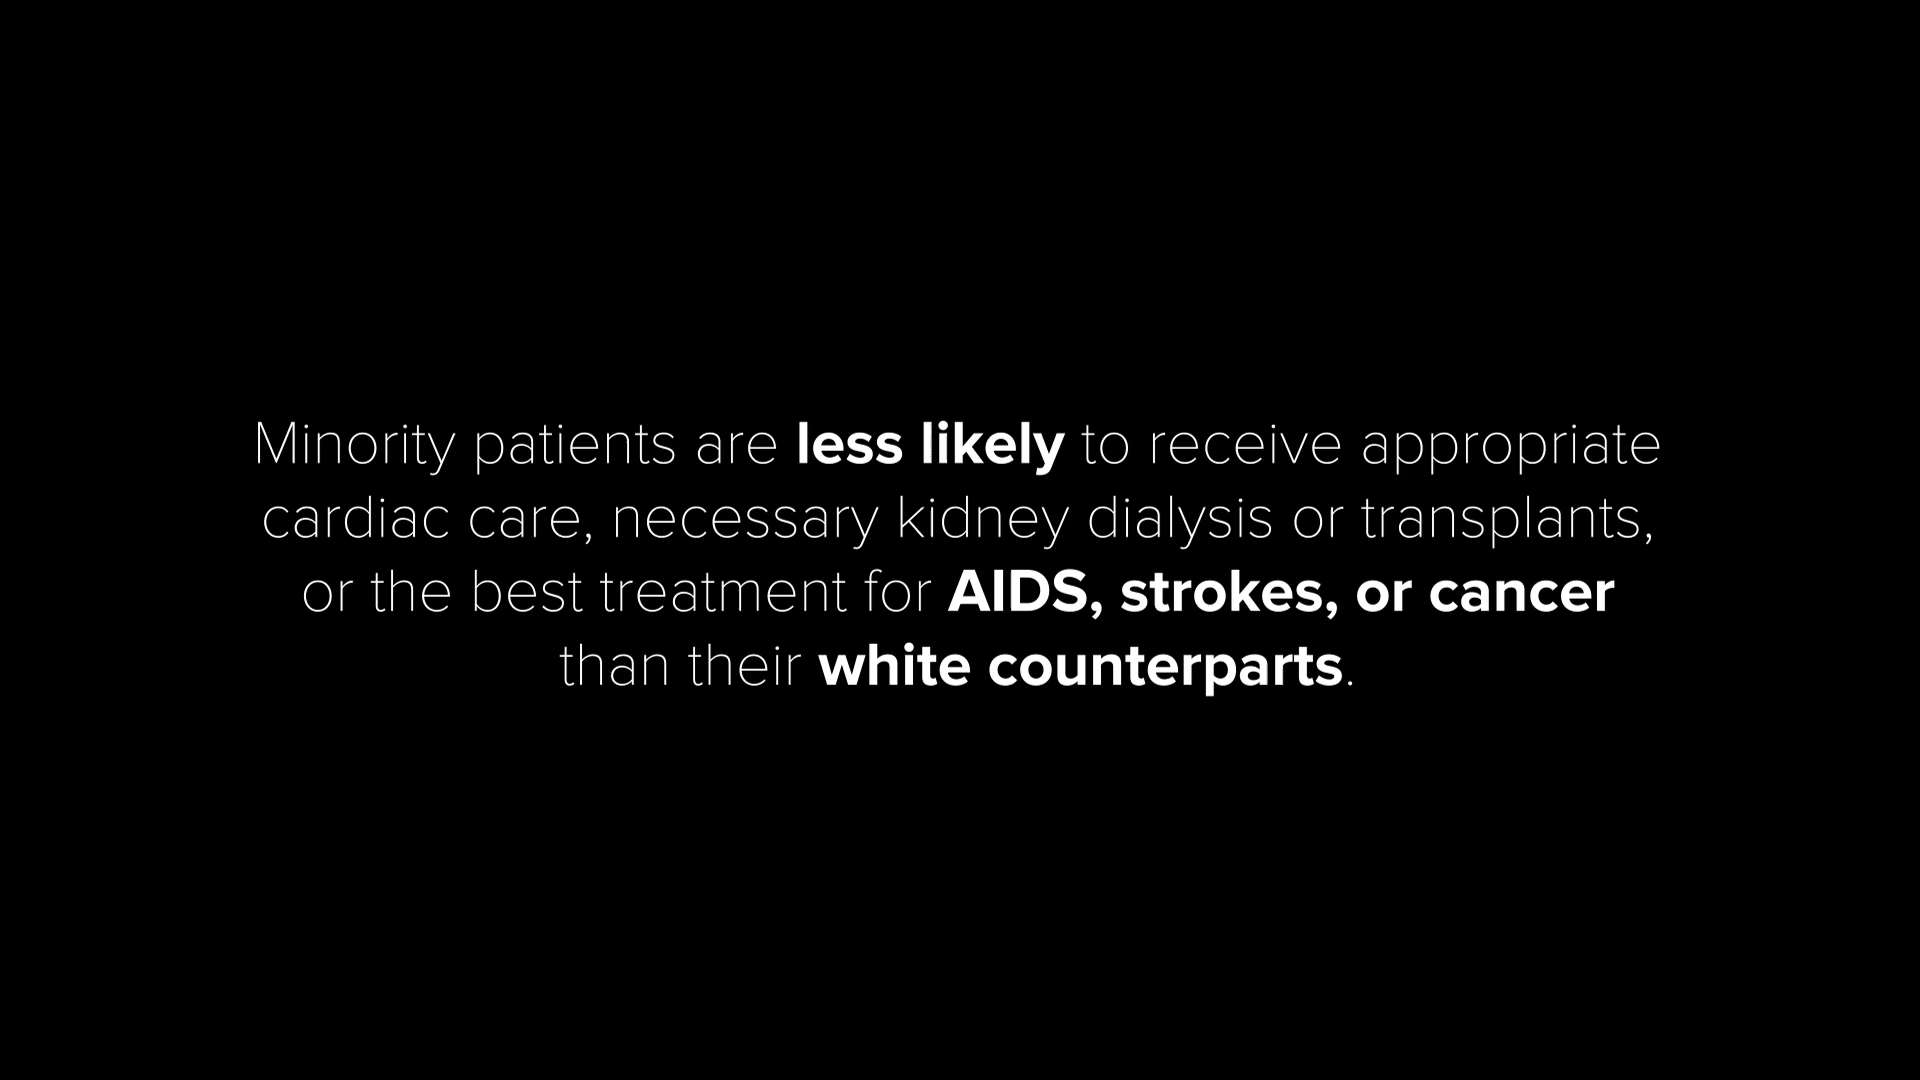 Minority patients are less likely to receive appropriate
cardiac care, necessary kidney dialysis or transplants,
or the best treatment for AIDS, strokes, or cancer
than their white counterparts.